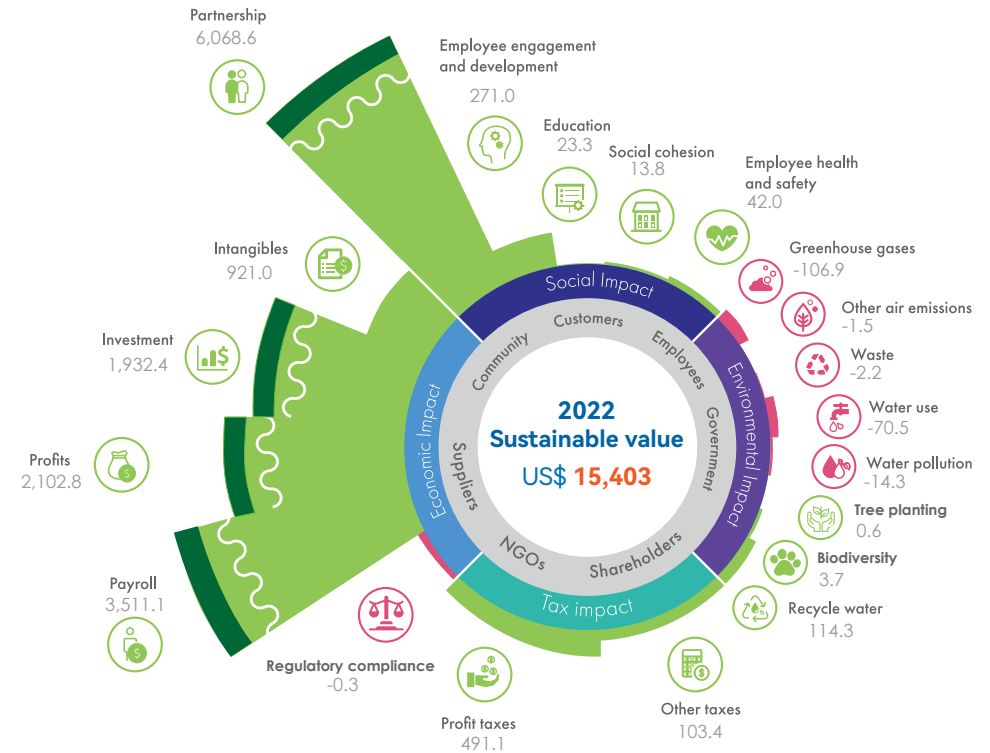 Partnership
6,068.6
Employee engagement
and development
271.0
Education
23.3
Social cohesion
13.8
Employee health
and safety
42.0
Greenhouse gases
-106.9
Other air emissions
-1.5
Waste
-2.2
Water use
-70.5
Water pollution
-14.3
Tree planting
0.6
Biodiversity
3.7
Recycle water
114.3
Other taxes
103.4
Profit taxes
491.1
Regulatory compliance
-0.3
Payroll
3,511.1
Profits
2,102.8
Investment
1,932.4
Intangibles
921.0
Social Impact
Environmental Impact
Tax impact
Economic Impact
Customers
Employees
Government
Shareholders
NGOs
Suppliers
Community
2022
Sustainable value
US$ 15,403
$
$
$
$
$
$
$
$